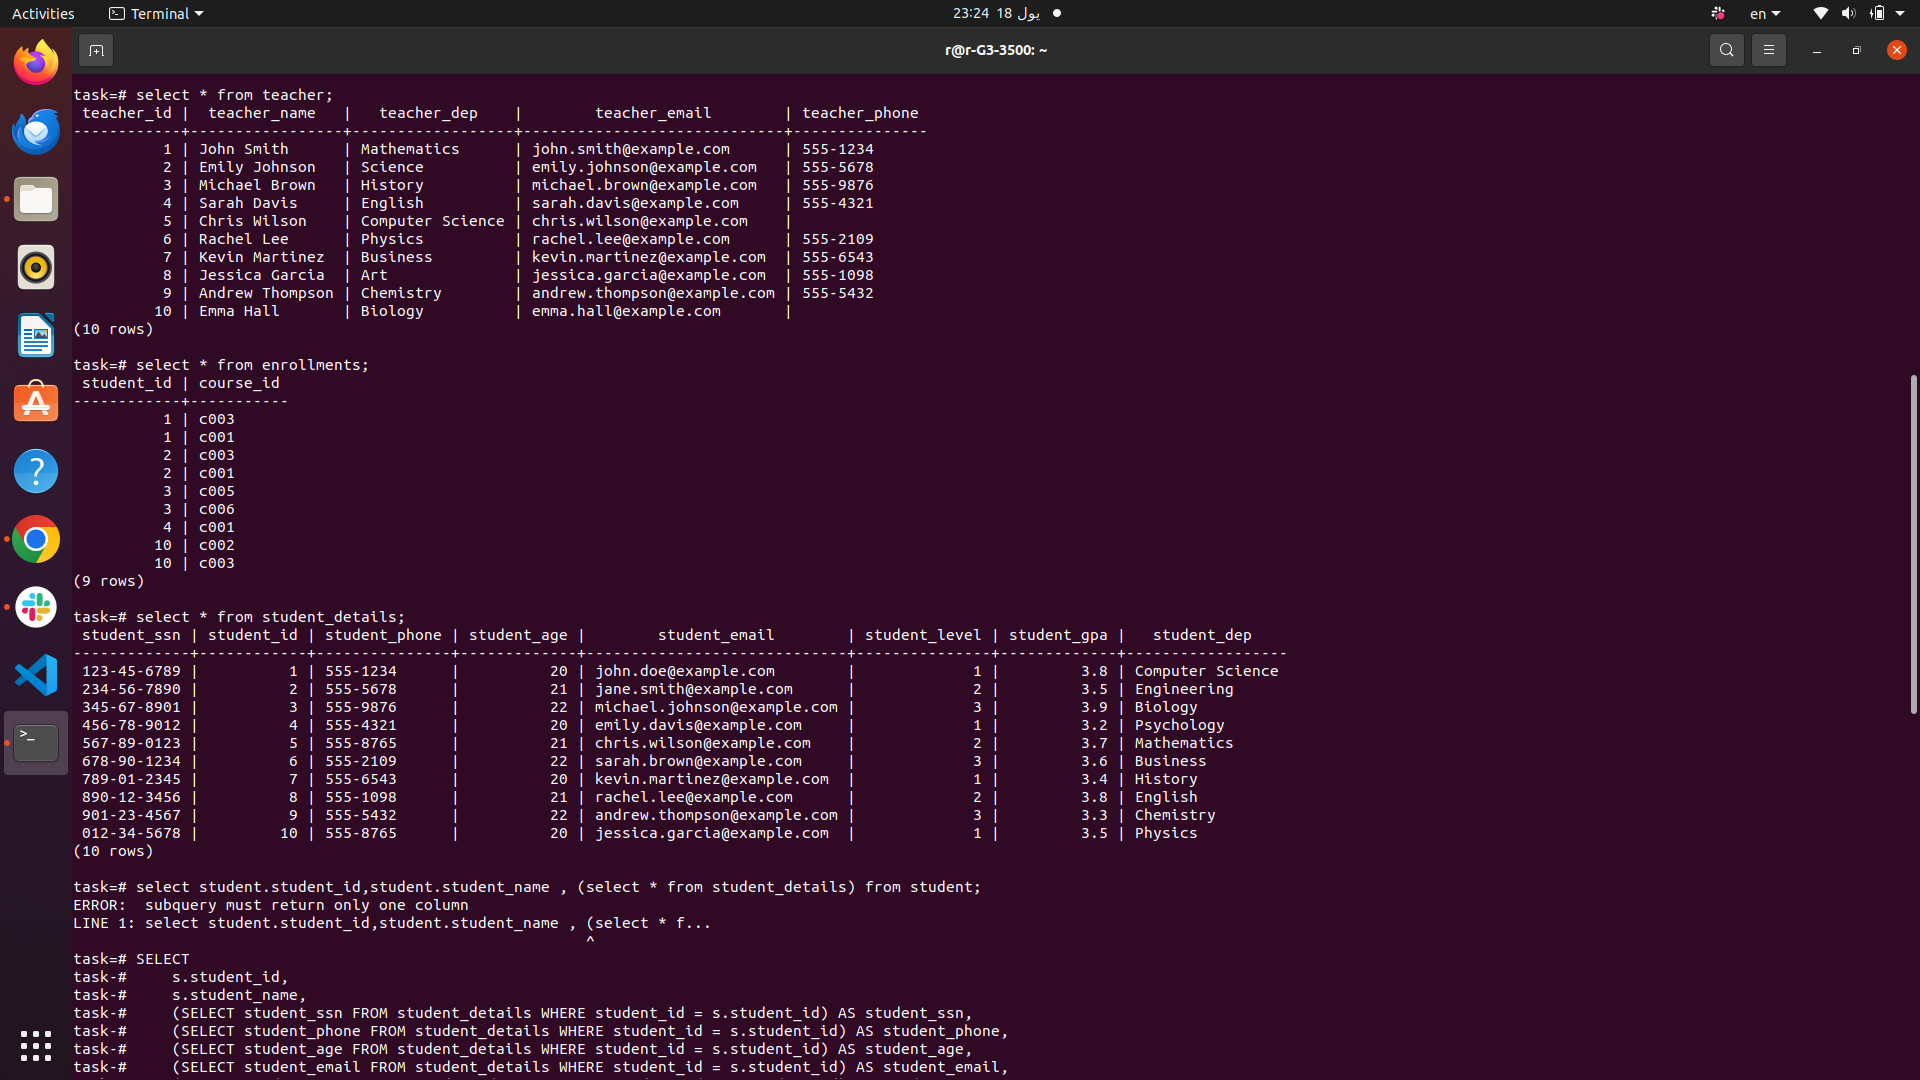 Activities
Terminal
23:24 18 يول
en
r@r-G3-3500: ~
task=# select * from teacher;
 teacher_id |  teacher_name   |   teacher_dep    |        teacher_email        | teacher_phone
------------+-----------------+------------------+-----------------------------+---------------
          1 | John Smith      | Mathematics      | john.smith@example.com      | 555-1234
          2 | Emily Johnson   | Science          | emily.johnson@example.com   | 555-5678
          3 | Michael Brown   | History          | michael.brown@example.com   | 555-9876
          4 | Sarah Davis     | English          | sarah.davis@example.com     | 555-4321
          5 | Chris Wilson    | Computer Science | chris.wilson@example.com    |
          6 | Rachel Lee      | Physics          | rachel.lee@example.com      | 555-2109
          7 | Kevin Martinez  | Business         | kevin.martinez@example.com  | 555-6543
          8 | Jessica Garcia  | Art              | jessica.garcia@example.com  | 555-1098
          9 | Andrew Thompson | Chemistry        | andrew.thompson@example.com | 555-5432
         10 | Emma Hall       | Biology          | emma.hall@example.com       |
(10 rows)
task=# select * from enrollments;
 student_id | course_id
------------+-----------
          1 | c003
          1 | c001
          2 | c003
          2 | c001
          3 | c005
          3 | c006
          4 | c001
         10 | c002
         10 | c003
(9 rows)
task=# select * from student_details;
 student_ssn | student_id | student_phone | student_age |        student_email        | student_level | student_gpa |   student_dep
-------------+------------+---------------+-------------+-----------------------------+---------------+-------------+------------------
 123-45-6789 |          1 | 555-1234      |          20 | john.doe@example.com        |             1 |         3.8 | Computer Science
 234-56-7890 |          2 | 555-5678      |          21 | jane.smith@example.com      |             2 |         3.5 | Engineering
 345-67-8901 |          3 | 555-9876      |          22 | michael.johnson@example.com |             3 |         3.9 | Biology
 456-78-9012 |          4 | 555-4321      |          20 | emily.davis@example.com     |             1 |         3.2 | Psychology
 567-89-0123 |          5 | 555-8765      |          21 | chris.wilson@example.com    |             2 |         3.7 | Mathematics
 678-90-1234 |          6 | 555-2109      |          22 | sarah.brown@example.com     |             3 |         3.6 | Business
 789-01-2345 |          7 | 555-6543      |          20 | kevin.martinez@example.com  |             1 |         3.4 | History
 890-12-3456 |          8 | 555-1098      |          21 | rachel.lee@example.com      |             2 |         3.8 | English
 901-23-4567 |          9 | 555-5432      |          22 | andrew.thompson@example.com |             3 |         3.3 | Chemistry
 012-34-5678 |         10 | 555-8765      |          20 | jessica.garcia@example.com  |             1 |         3.5 | Physics
(10 rows)
task=# select student.student_id,student.student_name , (select * from student_details) from student;
ERROR:  subquery must return only one column
LINE 1: select student.student_id,student.student_name , (select * f...
                                                         ^
task=# SELECT
task-#     s.student_id,
task-#     s.student_name,
task-#     (SELECT student_ssn FROM student_details WHERE student_id = s.student_id) AS student_ssn,
task-#     (SELECT student_phone FROM student_details WHERE student_id = s.student_id) AS student_phone,
task-#     (SELECT student_age FROM student_details WHERE student_id = s.student_id) AS student_age,
task-#     (SELECT student_email FROM student_details WHERE student_id = s.student_id) AS student_email,